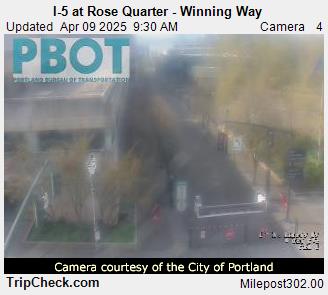 I-5 at Rose Quarter - Winning Way
Updated Apr 09 2025 9:30 AM Camera 4
PBOT
PORTLAND BUREAU OF TRANSPORTATION
Camera courtesy of the City of Portland
TripCheck.com Milepost302.00